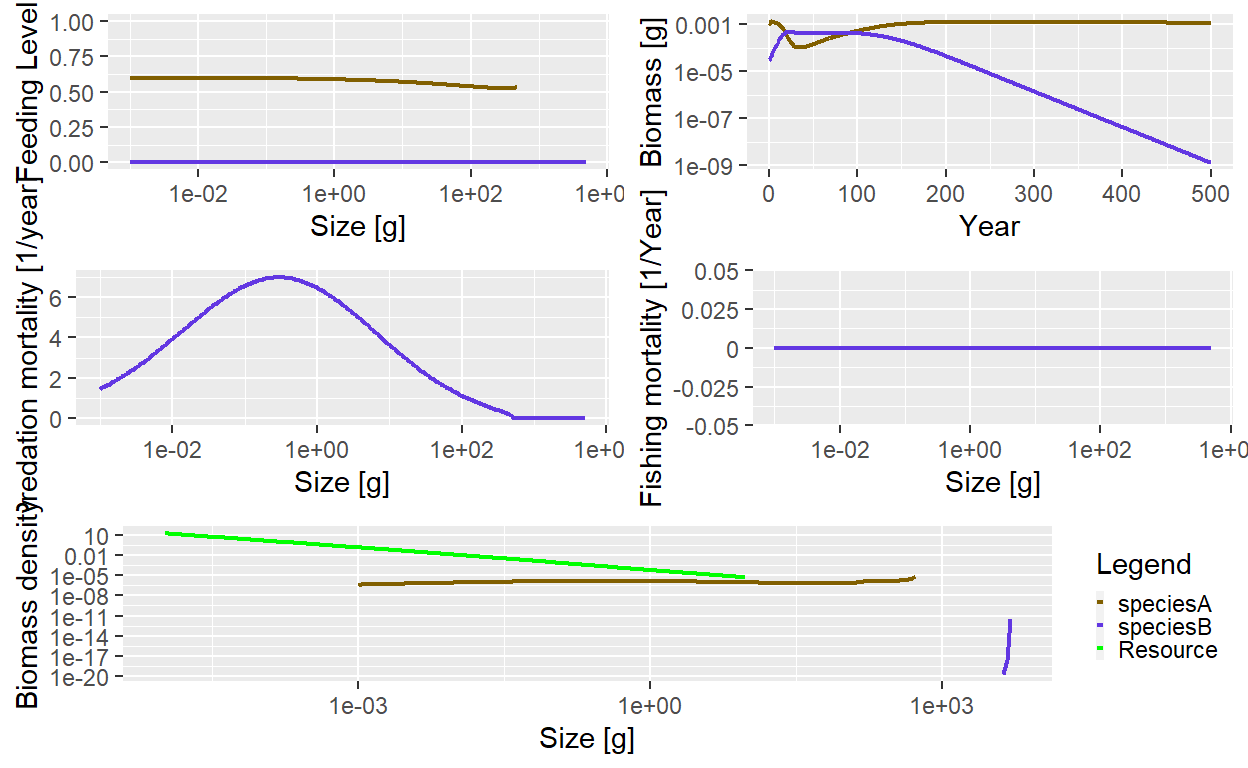 Feeding Level
1.00
0.75
0.50
0.25
0.00
1e-02
1e+00
1e+02
Size [g]
Biomass [g]
0.001
1e-05
1e-07
1e-09
0
100
200
300
400
500
Year
redation mortality [1/year]
6
4
2
0
1e-02
1e+00
1e+02
Size [g]
Fishing mortality [1/Year]
0.05
0.025
0
-0.025
-0.05
1e-02
1e+00
1e+02
Size [g]
Biomass density
10
0.01
1e-05
1e-08
1e-11
1e-14
1e-17
1e-20
1e-03
1e+00
1e+03
Size [g]
Legend
speciesA
speciesB
Resource